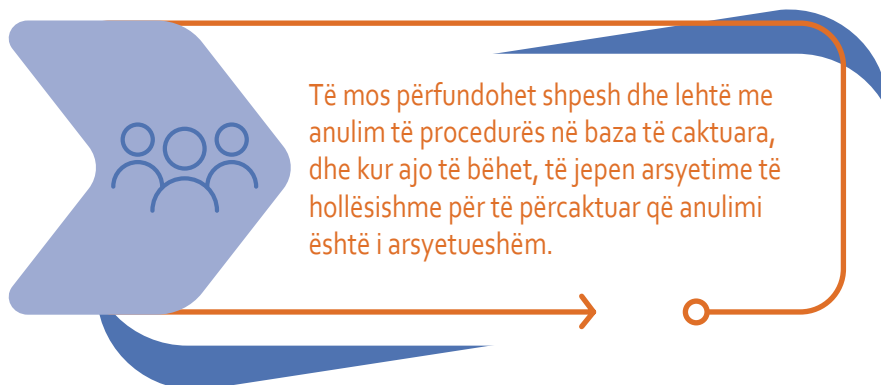 Të mos përfundohet shpesh dhe lehtë me
anulim të procedurës në baza të caktuara,
dhe kur ajo të bëhet, të jepen arsyetime të
hollësishme për të përcaktuar që anulimi
është i arsyetueshëm.